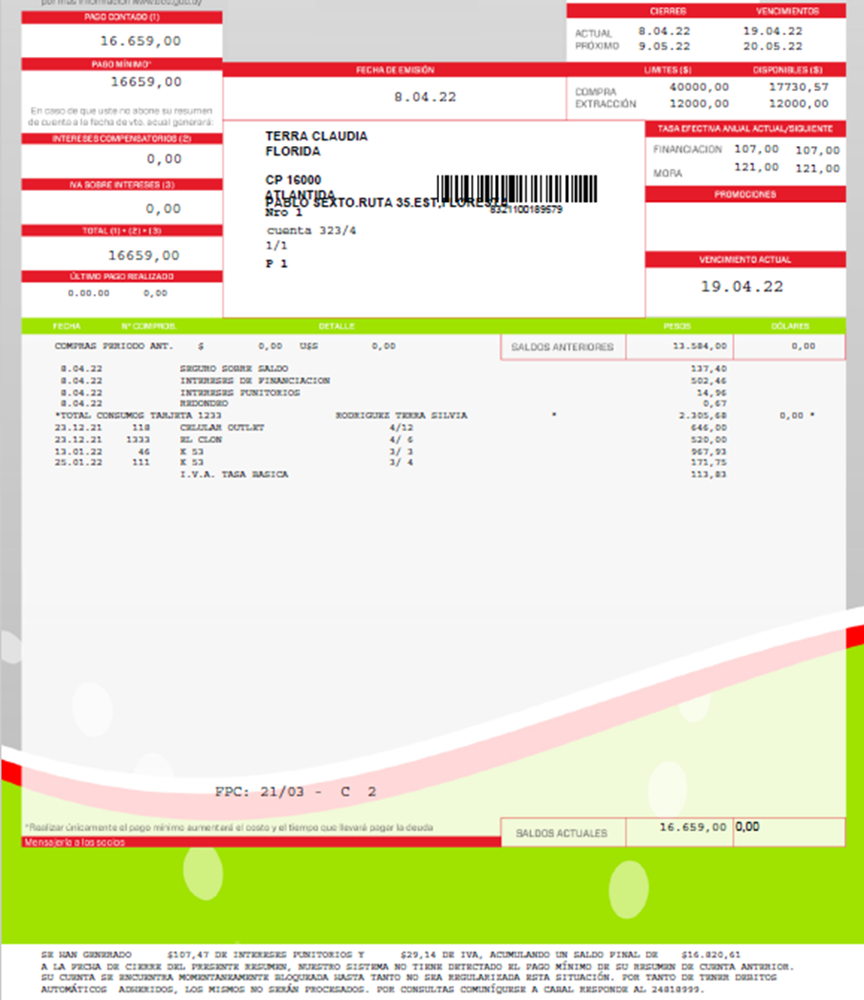 por más información www.bbs.gub.uy
PAGO CONTADO (1)
16.659,00
PAGO MÍNIMO*
16659,00
En caso de que uste no abone su resumen
de cuenta a la fecha de vto. acual generará:
INTERESES COMPENSATORIOS (2)
0,00
IVA SOBRE INTERESES (3)
0,00
TOTAL (1) + (2) + (3)
16659,00
ÚLTIMO PAGO REALIZADO
0.00.00 0,00
FECHA DE EMISIÓN
8.04.22
TERRA CLAUDIA
FLORIDA
CP 16000
ATLANTIDA
PABLO SEXTO.RUTA 35.EST,FLORESTA
Nro 1
cuenta 323/4
1/1
P 1
8321100189579
CIERRES VENCIMIENTOS
ACTUAL 8.04.22 19.04.22
PRÓXIMO 9.05.22 20.05.22
LIMITES ($) DISPONIBLES ($)
COMPRA 40000,00 17730,57
EXTRACCIÓN 12000,00 12000,00
TASA EFECTIVA ANUAL ACTUAL/SIGUIENTE
FINANCIACION 107,00 107,00
MORA 121,00 121,00
PROMOCIONES
VENCIMIENTO ACTUAL
19.04.22
FECHA Nº COMPROB. DETALLE PESOS DÓLARES
COMPRAS PERIODO ANT. $ 0,00 U$S 0,00 SALDOS ANTERIORES 13.584,00 0,00
8.04.22 SEGURO SOBRE SALDO 137,40
8.04.22 INTERESES DE FINANCIACION 502,46
8.04.22 INTERESES PUNITORIOS 14,96
8.04.22 REDONDEO 0,67
*TOTAL CONSUMOS TARJETA 1233 RODRIGUEZ TERRA SILVIA * 2.305,68 0,00 *
23.12.21 118 CELULAR OUTLET 4/12 646,00
23.12.21 1333 EL CLON 4/ 6 520,00
13.01.22 46 K 53 3/ 3 967,93
25.01.22 111 K 53 3/ 4 171,75
I.V.A. TASA BASICA 113,83
FPC: 21/03 - C 2
*Realizar únicamente el pago mínimo aumentará el costo y el tiempo que llevará pagar la deuda
Mensajería a los socios
SALDOS ACTUALES 16.659,00 0,00
SE HAN GENERADO $107,47 DE INTERESES PUNITORIOS Y $29,14 DE IVA, ACUMULANDO UN SALDO FINAL DE $16.820,61
A LA FECHA DE CIERRE DEL PRESENTE RESUMEN, NUESTRO SISTEMA NO TIENE DETECTADO EL PAGO MÍNIMO DE SU RESUMEN DE CUENTA ANTERIOR.
SU CUENTA SE ENCUENTRA MOMENTANEAMENTE BLOQUEADA HASTA TANTO NO SEA REGULARIZADA ESTA SITUACIÓN. POR TANTO DE TENER DEBITOS
AUTOMÁTICOS ADHERIDOS, LOS MISMOS NO SERÁN PROCESADOS. POR CONSULTAS COMUNÍQUESE A CABAL RESPONDE AL 24818999.